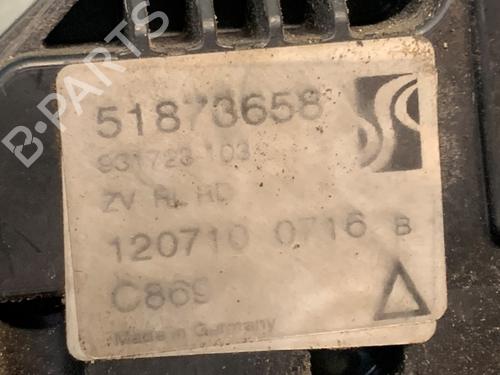 B-PARTS
51873658
931723 103
ZV RL HD
120710 0716 B
C869
Made in Germany